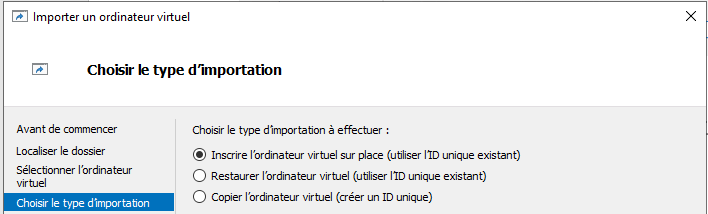 Importer un ordinateur virtuel
Choisir le type d'importation
Avant de commencer
Localiser le dossier
Sélectionner l'ordinateur
virtuel
Choisir le type d'importation
Choisir le type d'importation à effectuer :
Inscrire l'ordinateur virtuel sur place (utiliser l'ID unique existant)
Restaurer l'ordinateur virtuel (utiliser l'ID unique existant)
Copier l'ordinateur virtuel (créer un ID unique)